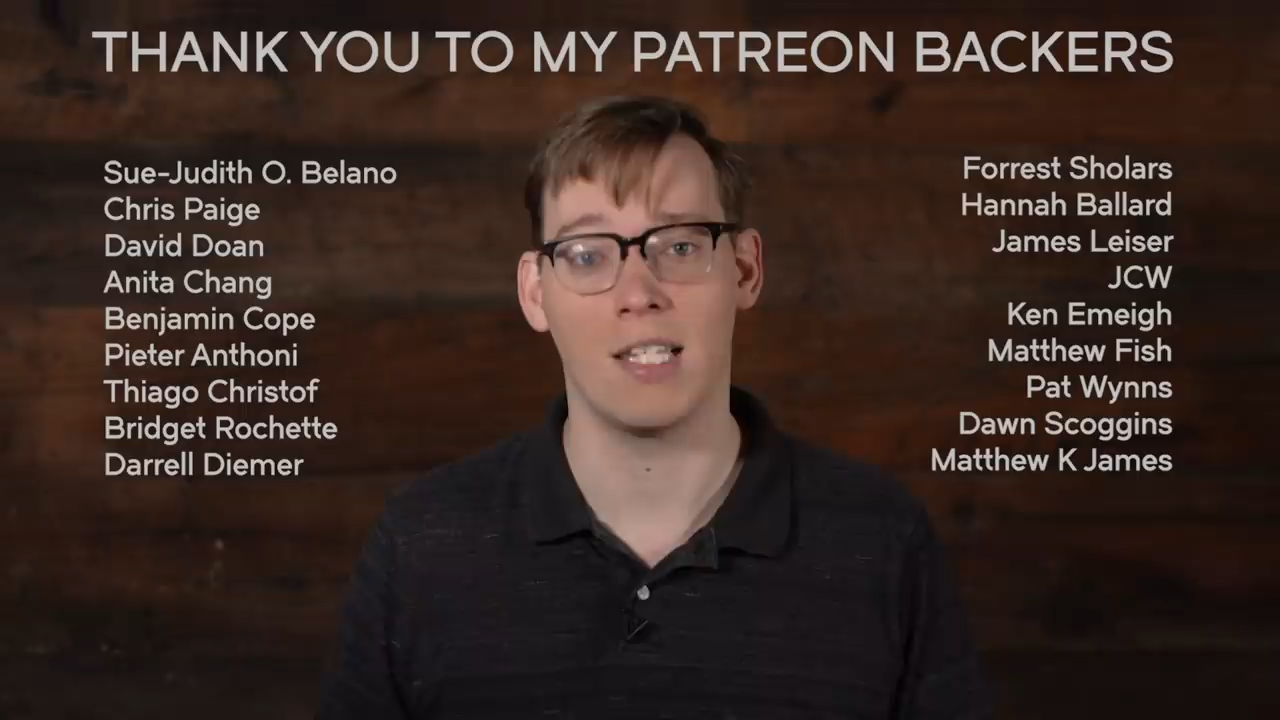 THANK YOU TO MY PATREON BACKERS
Sue-Judith O. Belano
Chris Paige
David Doan
Anita Chang
Benjamin Cope
Pieter Anthoni
Thiago Christof
Bridget Rochette
Darrell Diemer
Forrest Sholars
Hannah Ballard
James Leiser
JCW
Ken Emeigh
Matthew Fish
Pat Wynns
Dawn Scoggins
Matthew K James